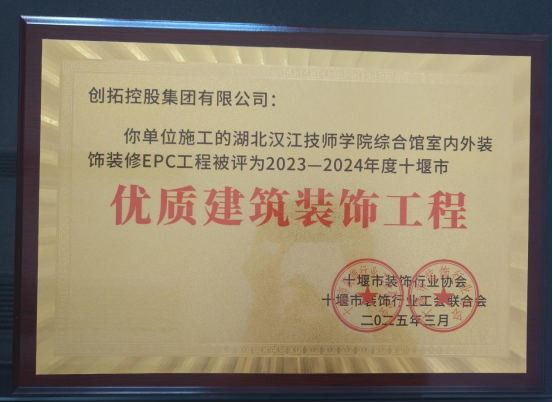 创拓控股集团有限公司：
你单位施工的湖北汉江技师学院综合馆室内外装
饰装修EPC工程被评为2023—2024年度十堰市
优质建筑装饰工程
十堰市装饰行业协会
十堰市装饰行业工会联合会
二〇二五年三月